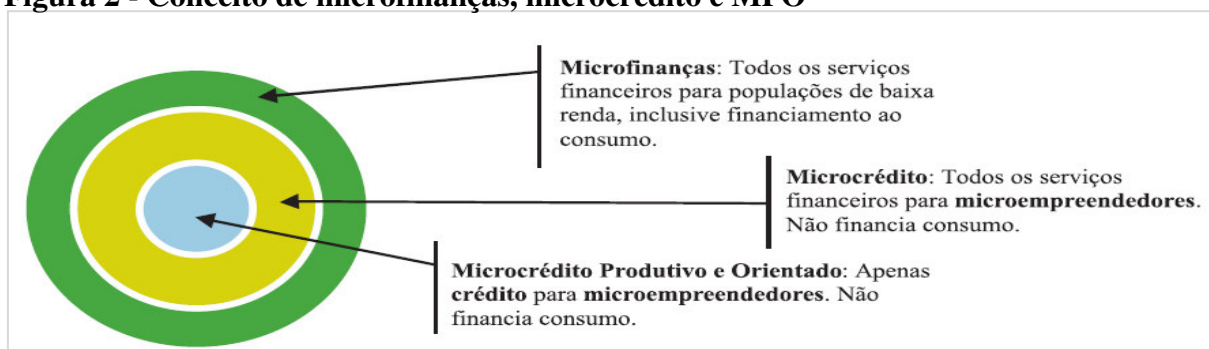 Figura 2 - Conceito de microfinanças, microcrédito e MPO
Microfinanças: Todos os serviços
financeiros para populações de baixa
renda, inclusive financiamento ao
consumo.
Microcrédito: Todos os serviços
financeiros para microempreendedores.
Não financia consumo.
Microcrédito Produtivo e Orientado: Apenas
crédito para microempreendedores. Não
financia consumo.